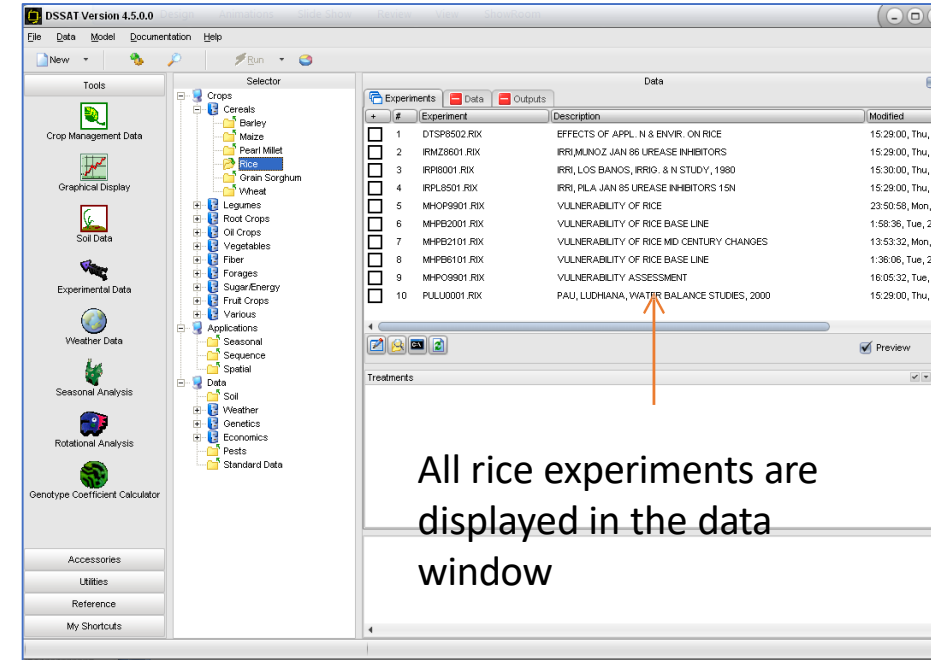 DSSAT Version 4.5.0.0
Design Animations Slide Show Review View ShowRoom
File Data Model Documentation Help
New Run
Tools
Crop Management Data
Graphical Display
Soil Data
Experimental Data
Weather Data
Seasonal Analysis
Rotational Analysis
Genotype Coefficient Calculator
Accessories
Utilities
Reference
My Shortcuts
Selector
Crops
Cereals
Barley
Maize
Pearl Millet
Rice
Grain Sorghum
Wheat
Legumes
Root Crops
Oil Crops
Vegetables
Fiber
Forages
Sugar/Energy
Fruit Crops
Various
Applications
Seasonal
Sequence
Spatial
Data
Soil
Weather
Genetics
Economics
Pests
Standard Data
Data
Experiments Data Outputs
+ # Experiment Description Modified
1 DTSP8502.RIX EFFECTS OF APPL. N & ENVIR. ON RICE 15:29:00, Thu,
2 IRMZ8601.RIX IRRI,MUNOZ JAN 86 UREASE INHIBITORS 15:29:00, Thu,
3 IRPI8001.RIX IRRI, LOS BANOS, IRRIG. & N STUDY, 1980 15:30:00, Thu,
4 IRPL8501.RIX IRRI, PILA JAN 85 UREASE INHIBITORS 15N 15:29:00, Thu,
5 MHOP9901.RIX VULNERABILITY OF RICE 23:50:58, Mon,
6 MHPB2001.RIX VULNERABILITY OF RICE BASE LINE 1:58:36, Tue, 2
7 MHPB2101.RIX VULNERABILITY OF RICE MID CENTURY CHANGES 13:53:32, Mon,
8 MHPB6101.RIX VULNERABILITY OF RICE BASE LINE 1:36:06, Tue, 2
9 MHPO9901.RIX VULNERABILITY ASSESSMENT 16:05:32, Tue,
10 PULU0001.RIX PAU, LUDHIANA, WATER BALANCE STUDIES, 2000 15:29:00, Thu,
Preview
Treatments
All rice experiments are
displayed in the data
window